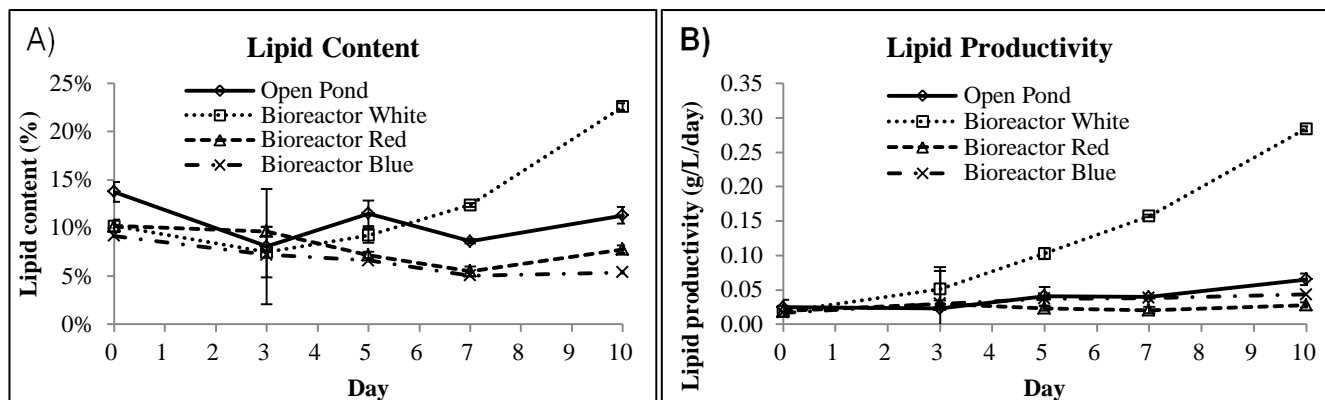 A)
Lipid Content
Open Pond
Bioreactor White
Bioreactor Red
Bioreactor Blue
25%
20%
15%
10%
5%
0%
Lipid content (%)
0 1 2 3 4 5 6 7 8 9 10
Day
B)
Lipid Productivity
Open Pond
Bioreactor White
Bioreactor Red
Bioreactor Blue
0.35
0.30
0.25
0.20
0.15
0.10
0.05
0.00
Lipid productivity (g/L/day)
0 1 2 3 4 5 6 7 8 9 10
Day